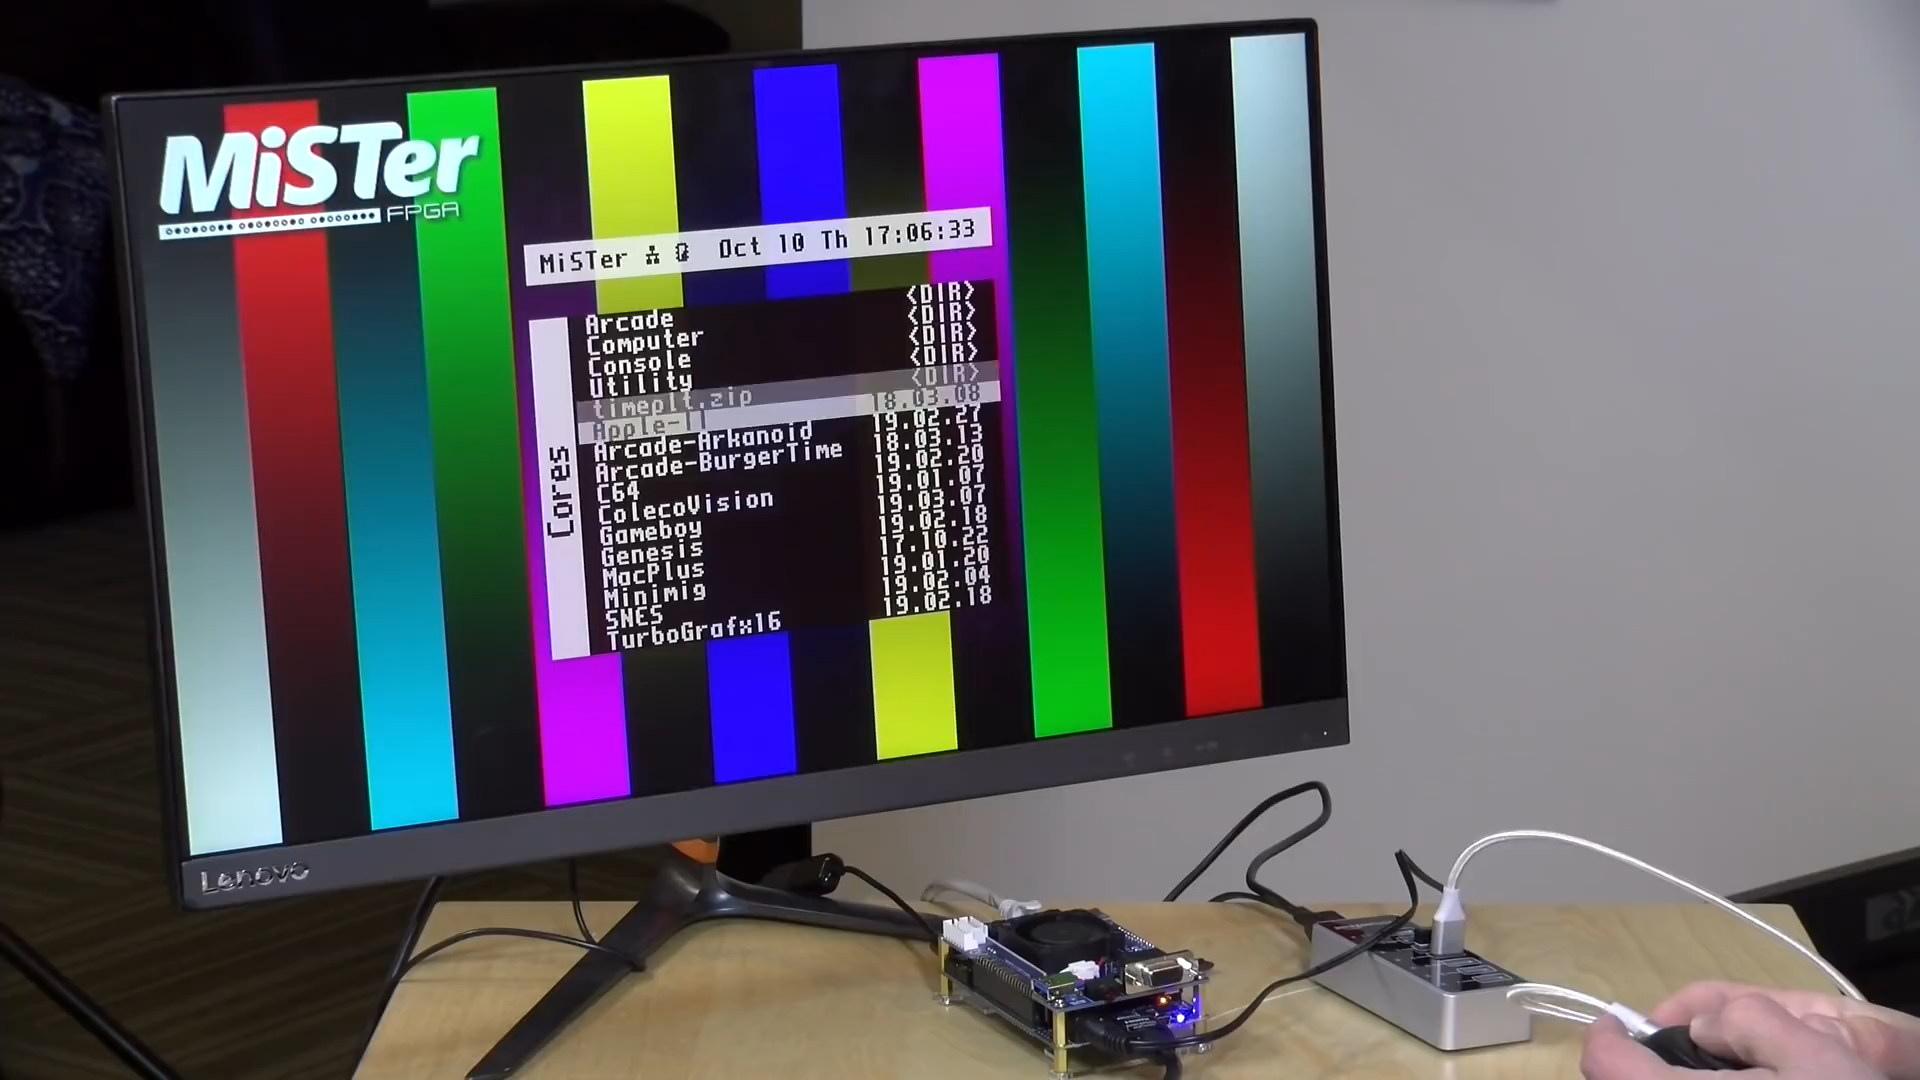 MiSTer
FPGA
MiSTer Oct 10 Th 17:06:33
Cores
Arcade <DIR>
Computer <DIR>
Console <DIR>
Utility <DIR>
timeplt.zip <DIR>
Apple-II 18.03.08
Arcade-Arkanoid 19.02.27
Arcade-BurgerTime 18.03.13
C64 19.02.20
ColecoVision 19.01.07
Gameboy 19.03.07
Genesis 19.02.18
MacPlus 17.10.22
Minimig 19.01.20
SNES 19.02.04
TurboGrafx16 19.02.18
Lenovo